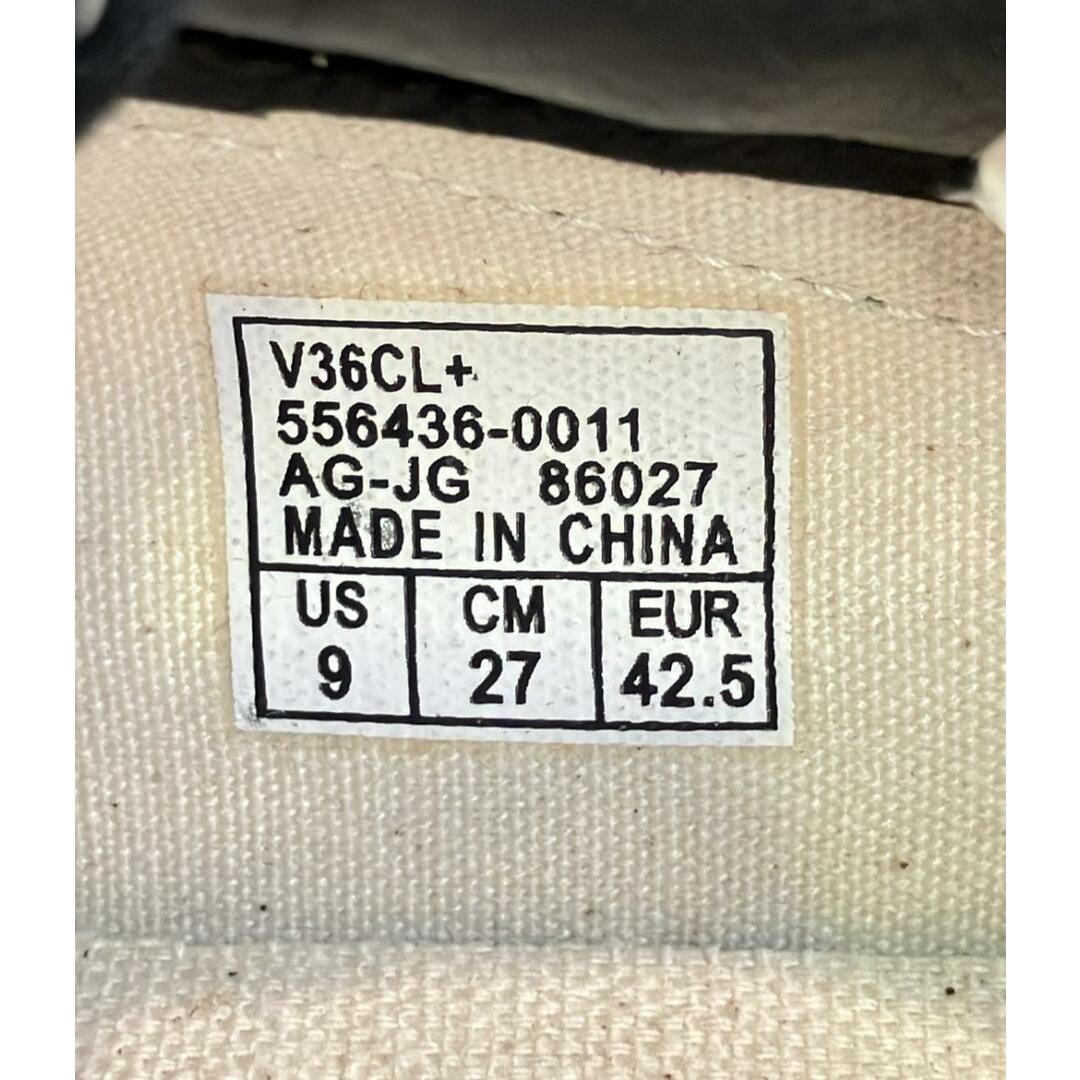 V36CL+
556436-0011
AG-JG 86027
MADE IN CHINA
US CM EUR
9 27 42.5